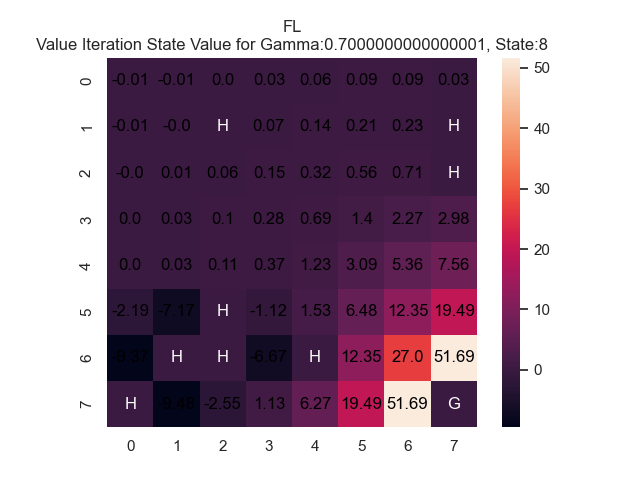 FL
Value Iteration State Value for Gamma:0.7000000000000001, State:8
0 -0.01 -0.01 0.0 0.03 0.06 0.09 0.09 0.03
1 -0.01 -0.0 H 0.07 0.14 0.21 0.23 H
2 -0.0 0.01 0.06 0.15 0.32 0.56 0.71 H
3 0.0 0.03 0.1 0.28 0.69 1.4 2.27 2.98
4 0.0 0.03 0.11 0.37 1.23 3.09 5.36 7.56
5 -2.19 -7.17 H -1.12 1.53 6.48 12.35 19.49
6 H H -6.67 H 12.35 27.0 51.69
7 H -2.55 1.13 6.27 19.49 51.69 G
0 1 2 3 4 5 6 7
50
40
30
20
10
0